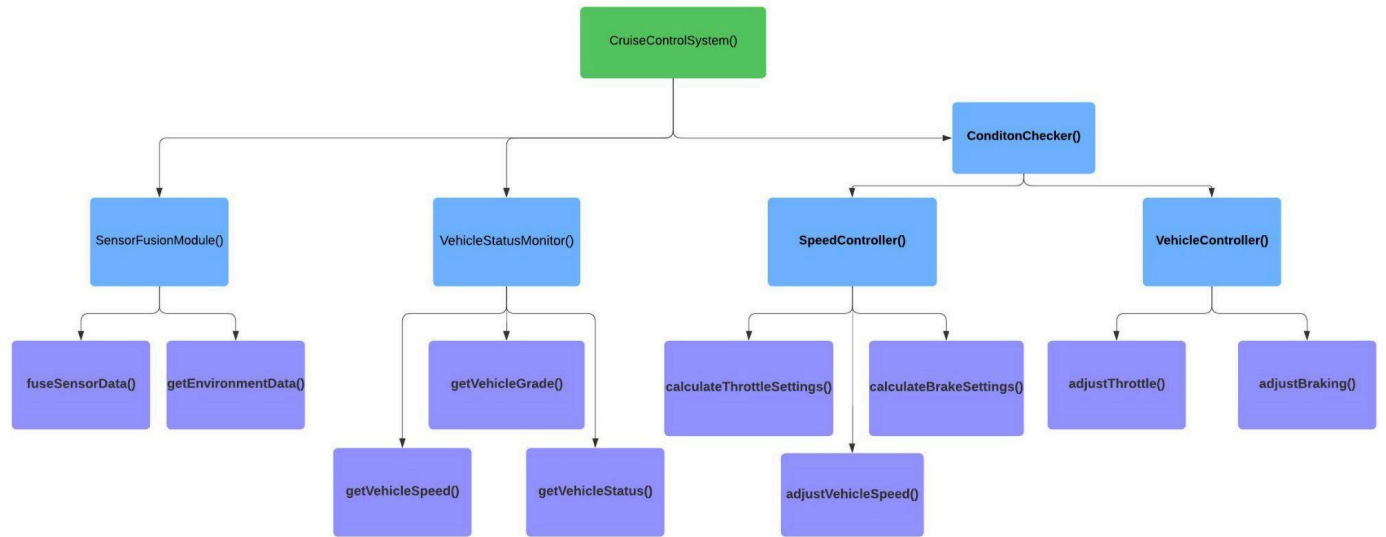 CruiseControlSystem()
ConditonChecker()
SensorFusionModule()
VehicleStatusMonitor()
SpeedController()
VehicleController()
fuseSensorData()
getEnvironmentData()
getVehicleGrade()
calculateThrottleSettings()
calculateBrakeSettings()
adjustThrottle()
adjustBraking()
getVehicleSpeed()
getVehicleStatus()
adjustVehicleSpeed()